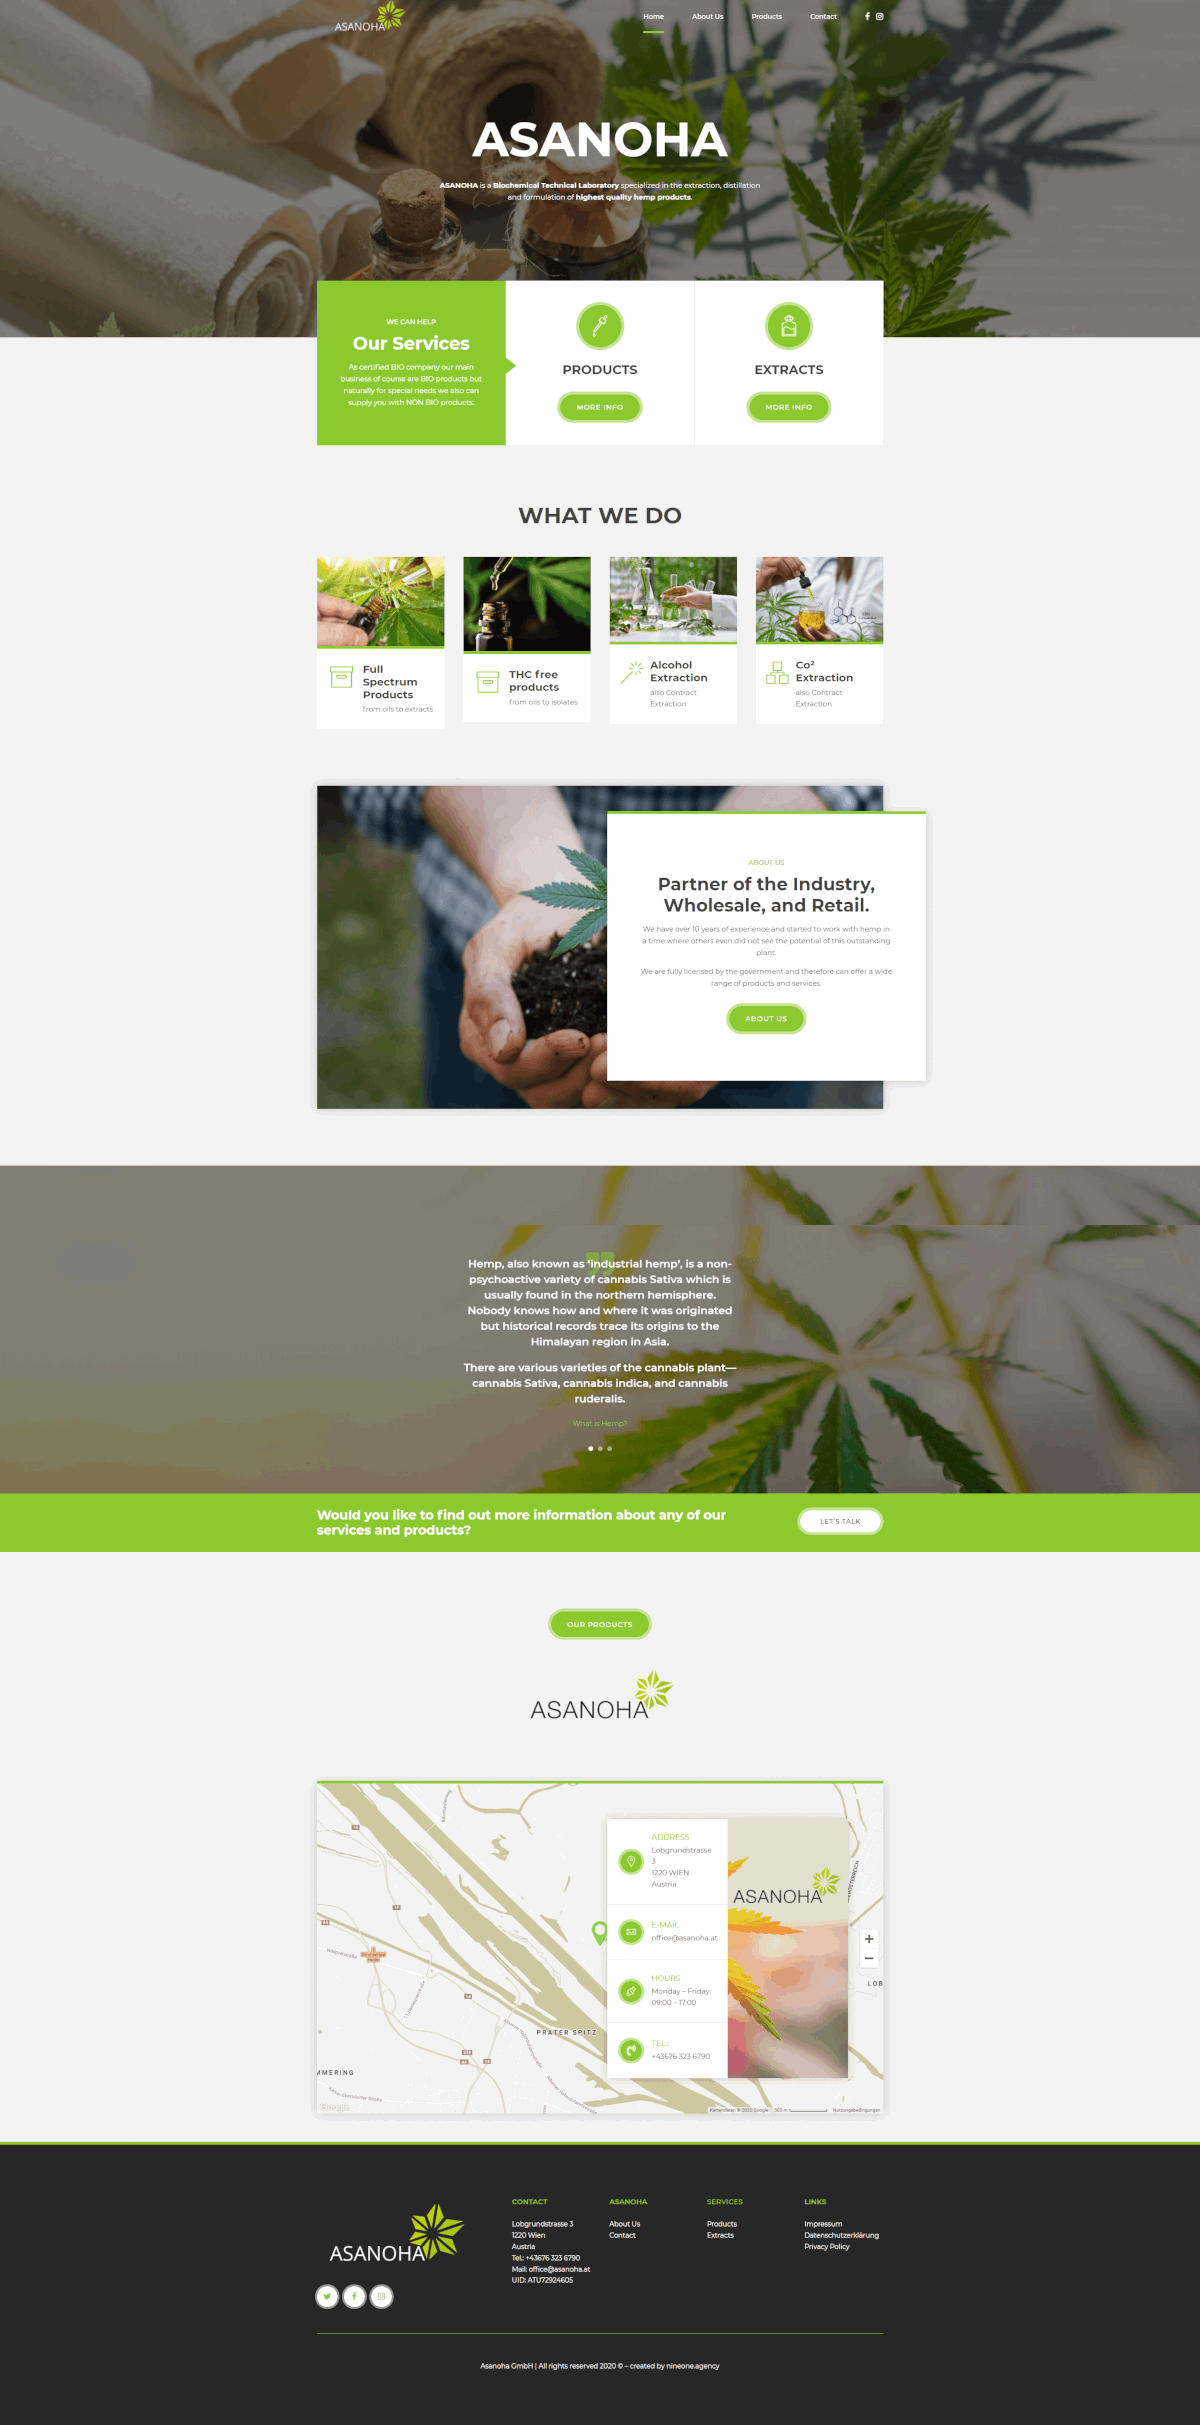 ASANOHA
Home
About Us
Products
Contact
ASANOHA
ASANOHA is a Biochemical Technical Laboratory specialized in the extraction, distillation
and formulation of highest quality hemp products.
WE CAN HELP
Our Services
As certified BIO company our main
business of course are BIO products but
naturally for special needs we also can
supply you with NON BIO products.
PRODUCTS
MORE INFO
EXTRACTS
MORE INFO
WHAT WE DO
Full
Spectrum
Products
from oils to extracts
THC free
products
from oils to isolates
Alcohol
Extraction
also Contract
Extraction
Co²
Extraction
also Contract
Extraction
ABOUT US
Partner of the Industry,
Wholesale, and Retail.
We have over 10 years of experience and started to work with hemp in
a time where others even did not see the potential of this outstanding
plant.
We are fully licensed by the government and therefore can offer a wide
range of products and services.
ABOUT US
Hemp, also known as 'industrial hemp', is a non-
psychoactive variety of cannabis Sativa which is
usually found in the northern hemisphere.
Nobody knows how and where it was originated
but historical records trace its origins to the
Himalayan region in Asia.
There are various varieties of the cannabis plant—
cannabis Sativa, cannabis indica, and cannabis
ruderalis.
What is Hemp?
Would you like to find out more information about any of our
services and products?
LET'S TALK
OUR PRODUCTS
ASANOHA
ADDRESS
Lobgrundstrasse
3
1220 WIEN
Austria
E-MAIL
office@asanoha.at
HOURS
Monday – Friday:
09:00 – 17:00
TEL.:
+43676 323 6790
ASANOHA
PRATER SPITZ
MMERING
LOB
Google
Kartendaten © 2020 Google
500 m
Nutzungsbedingungen
ASANOHA
CONTACT
Lobgrundstrasse 3
1220 Wien
Austria
Tel.: +43676 323 6790
Mail: office@asanoha.at
UID: ATU72924605
ASANOHA
About Us
Contact
SERVICES
Products
Extracts
LINKS
Impressum
Datenschutzerklärung
Privacy Policy
Asanoha GmbH | All rights reserved 2020 © – created by nineone.agency